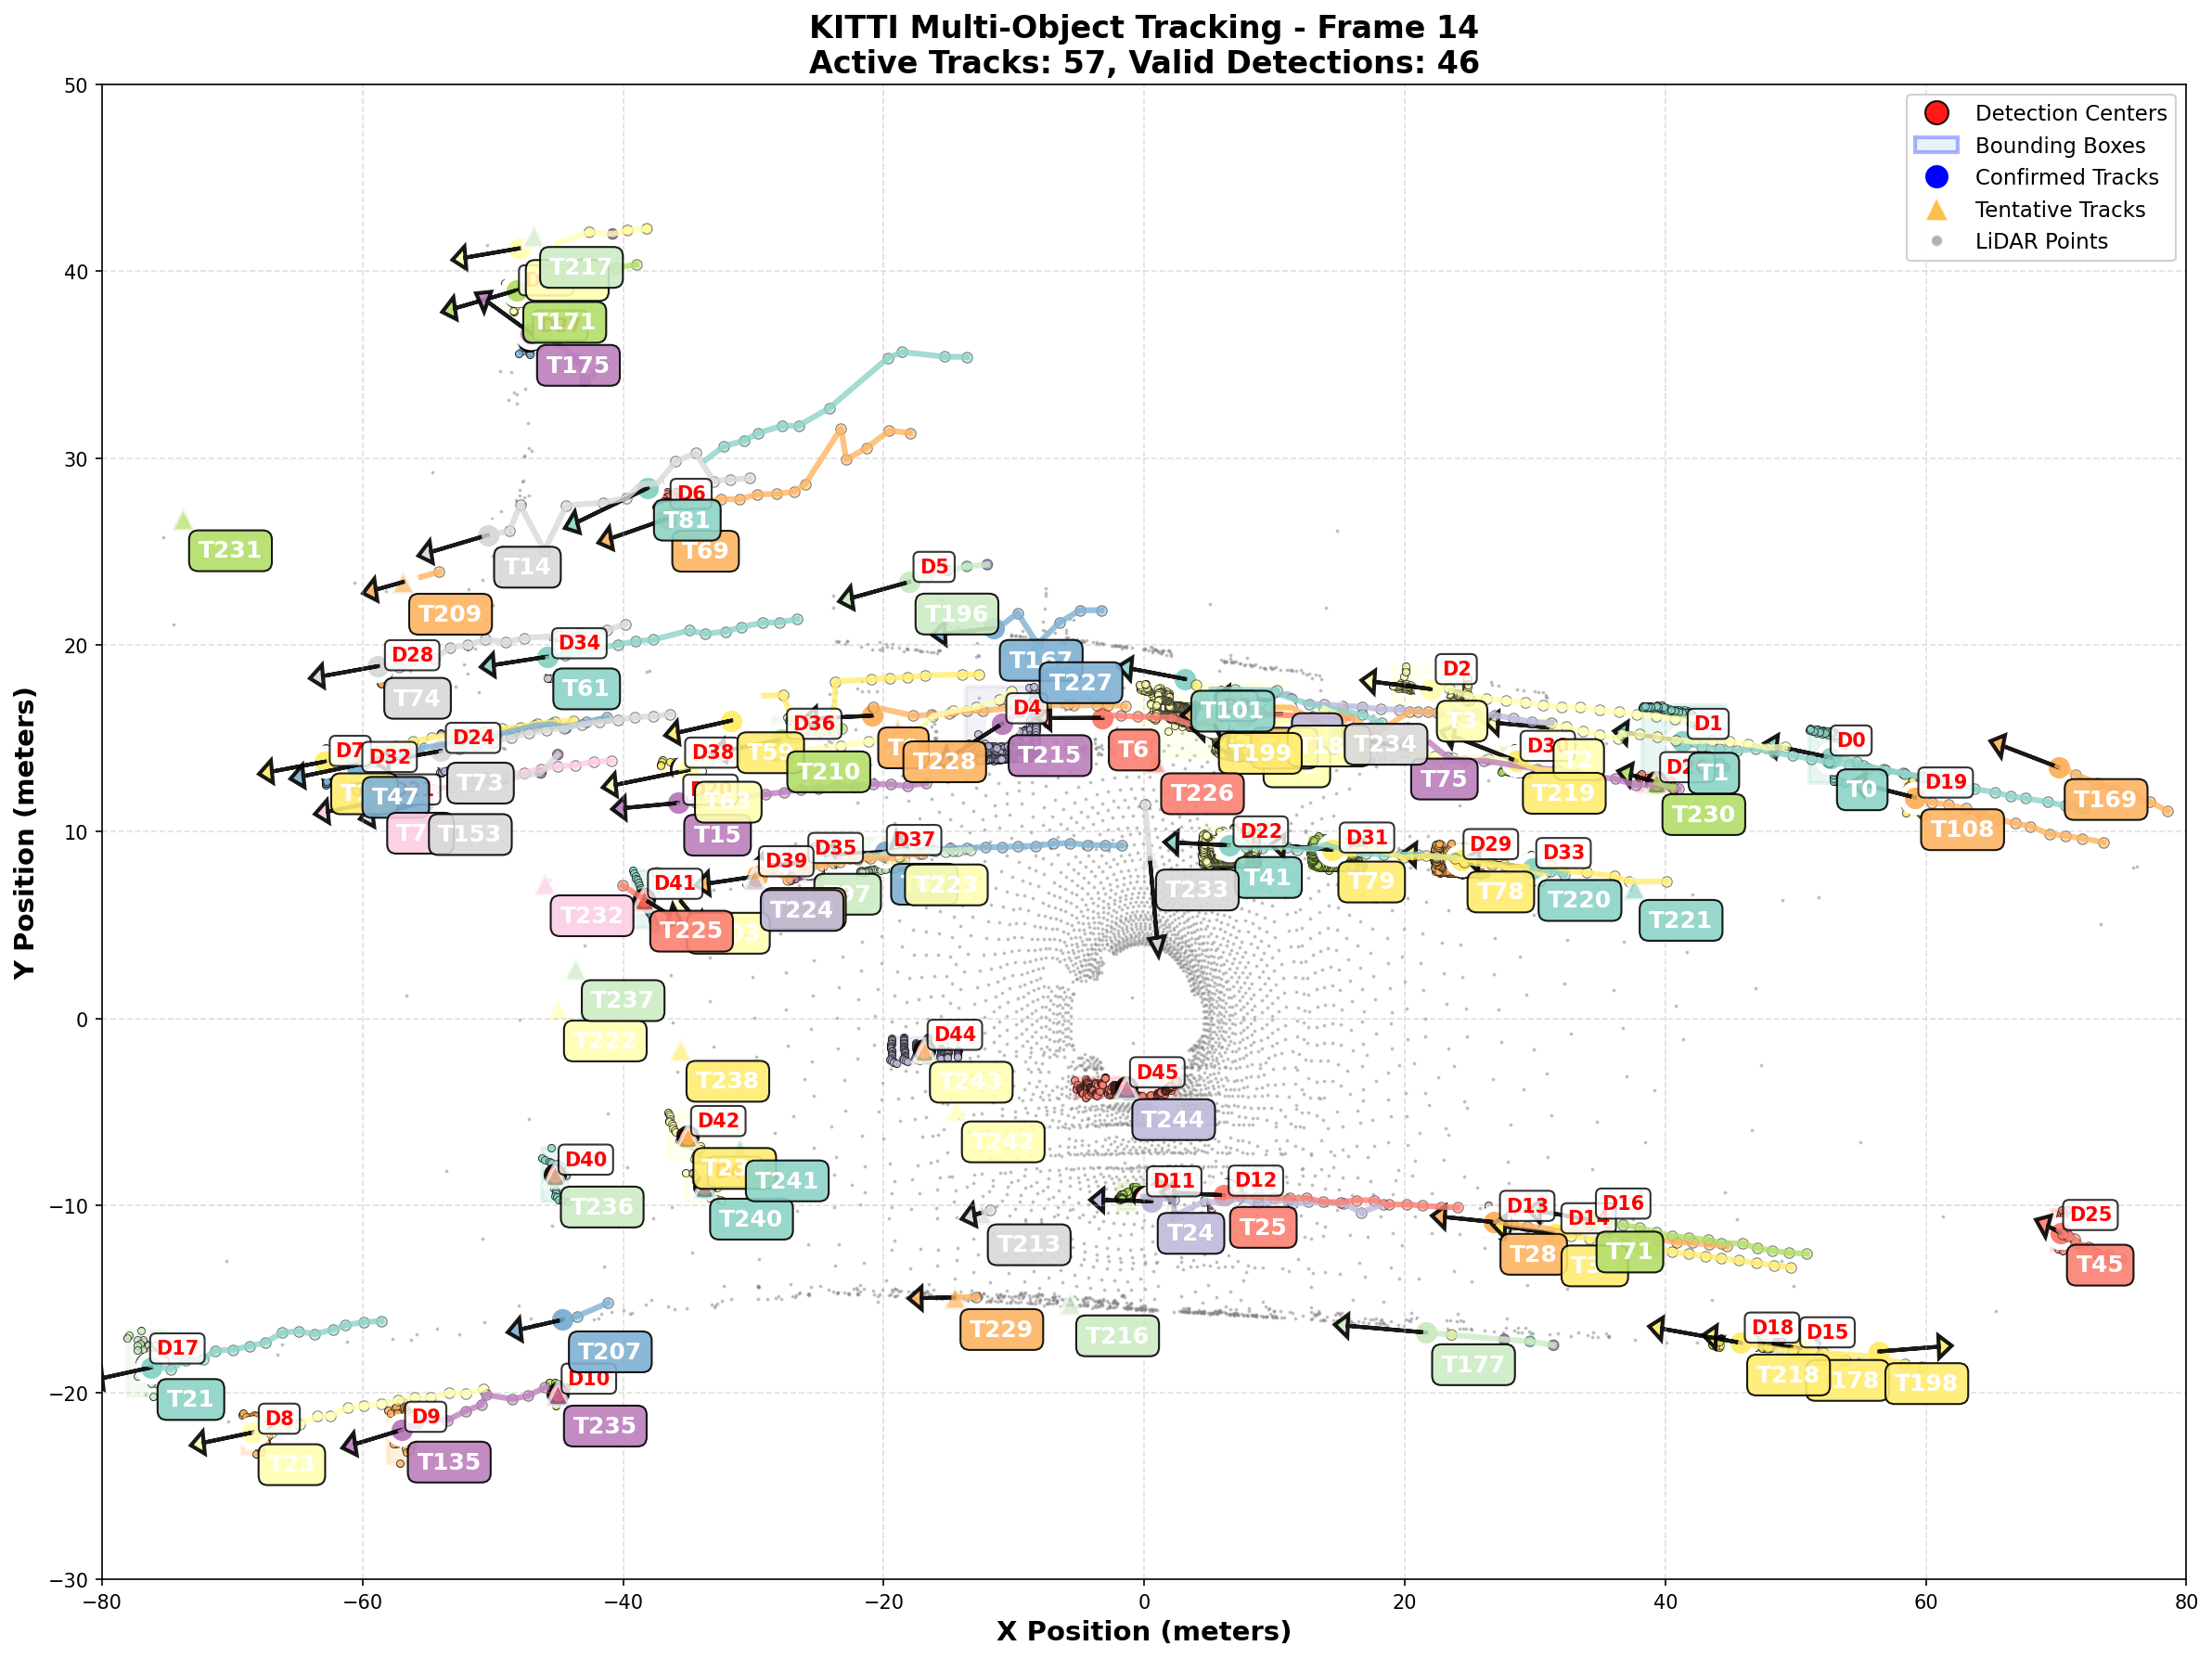 KITTI Multi-Object Tracking - Frame 14
Active Tracks: 57, Valid Detections: 46
Detection Centers
Bounding Boxes
Confirmed Tracks
Tentative Tracks
LiDAR Points
Y Position (meters)
50
40
30
20
10
0
−10
−20
−30
T217
T171
T175
D6
T81
T69
T14
T231
T209
D5
T196
D28
D34
T74
T61
T167
T227
D4
T215
T6
T226
T101
T199
T234
D2
T3
T75
T2
T219
D1
T1
T230
D0
T0
D19
T108
T169
D7
D32
D24
T47
T73
T153
D38
D36
T59
T210
T228
T63
T15
D39
D35
D37
T223
T224
D41
T232
T225
D22
T41
T233
D31
T79
D29
T78
D33
T220
T221
T237
T222
T238
D44
T243
T242
D45
T244
D42
T241
T240
D40
T236
D11
D12
T24
T25
T213
D13
D16
T28
T71
D25
T45
T229
T216
T177
D18
D15
T218
T198
T207
D17
T21
D10
T235
D8
T23
D9
T135
−80
−60
−40
−20
0
20
40
60
80
X Position (meters)